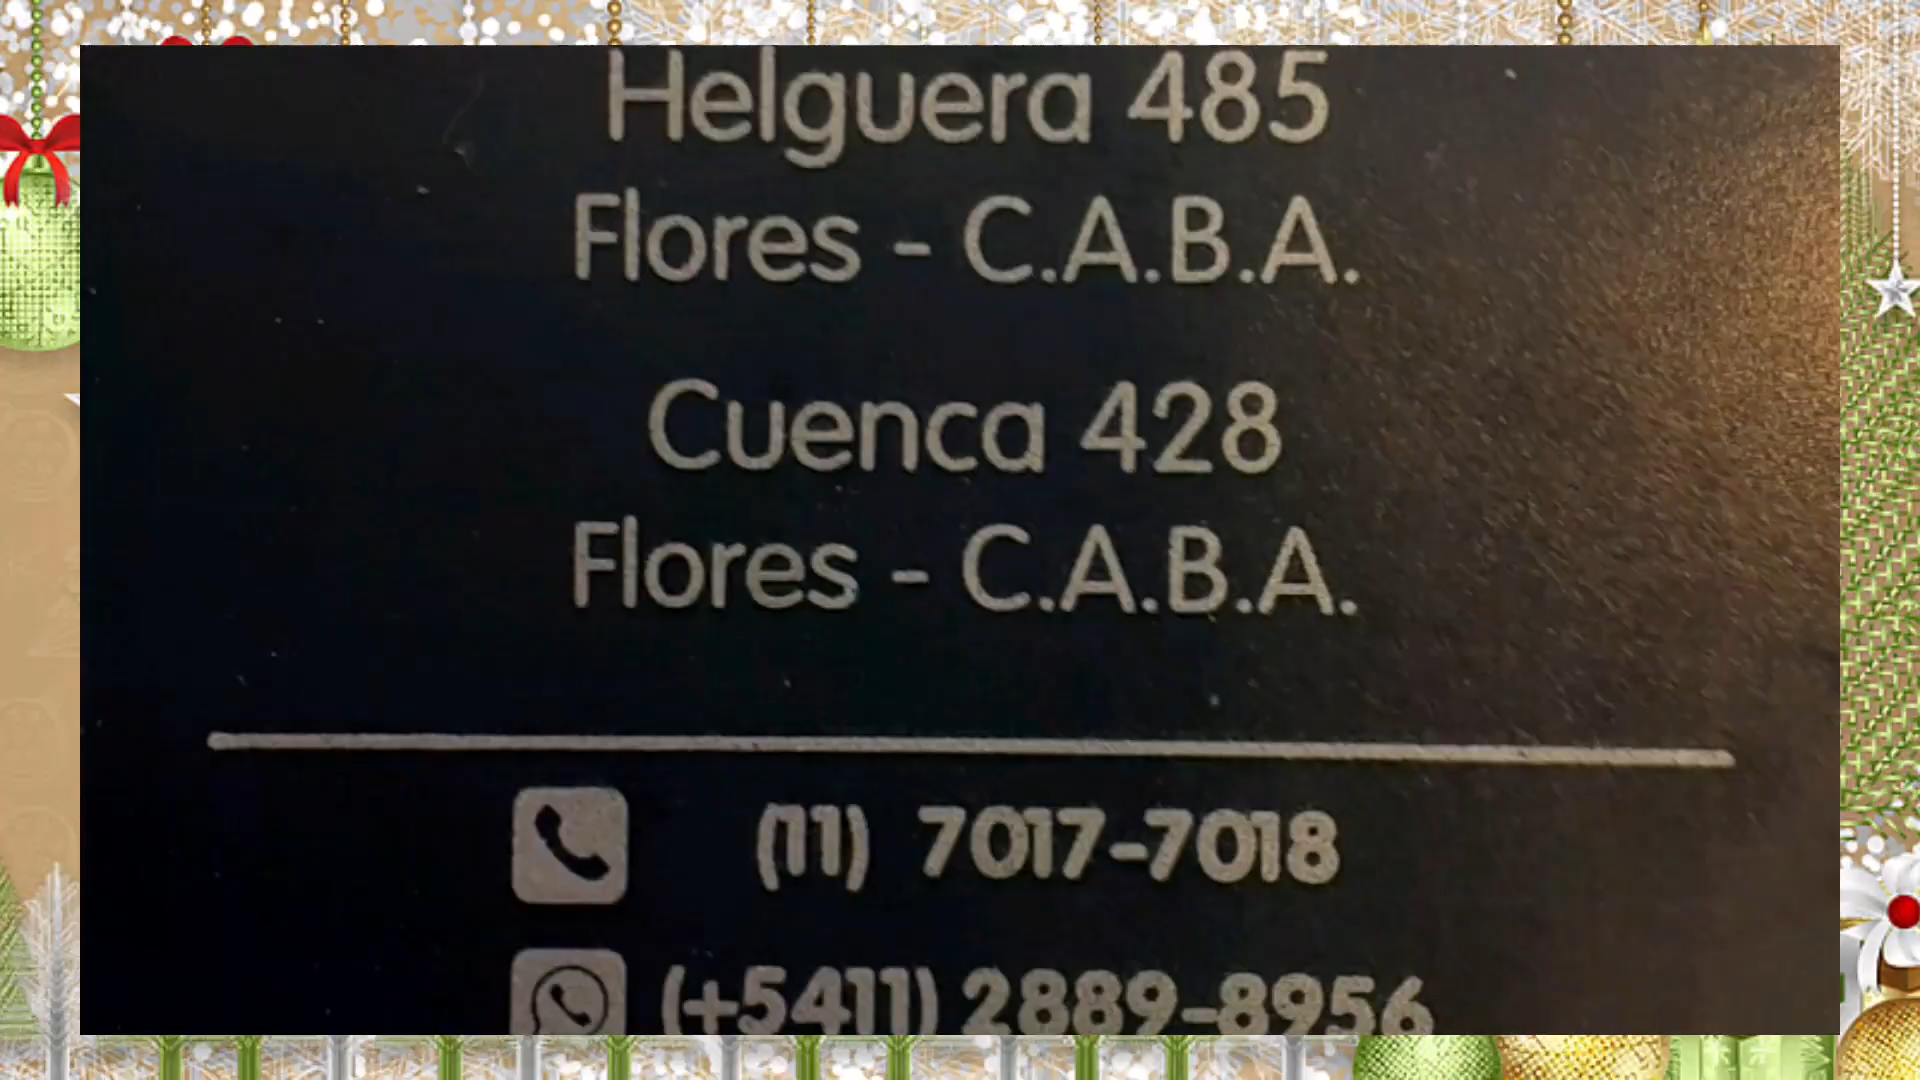 Helguera 485
Flores - C.A.B.A.
Cuenca 428
Flores - C.A.B.A.
(11) 7017-7018
(+5411) 2889-8956